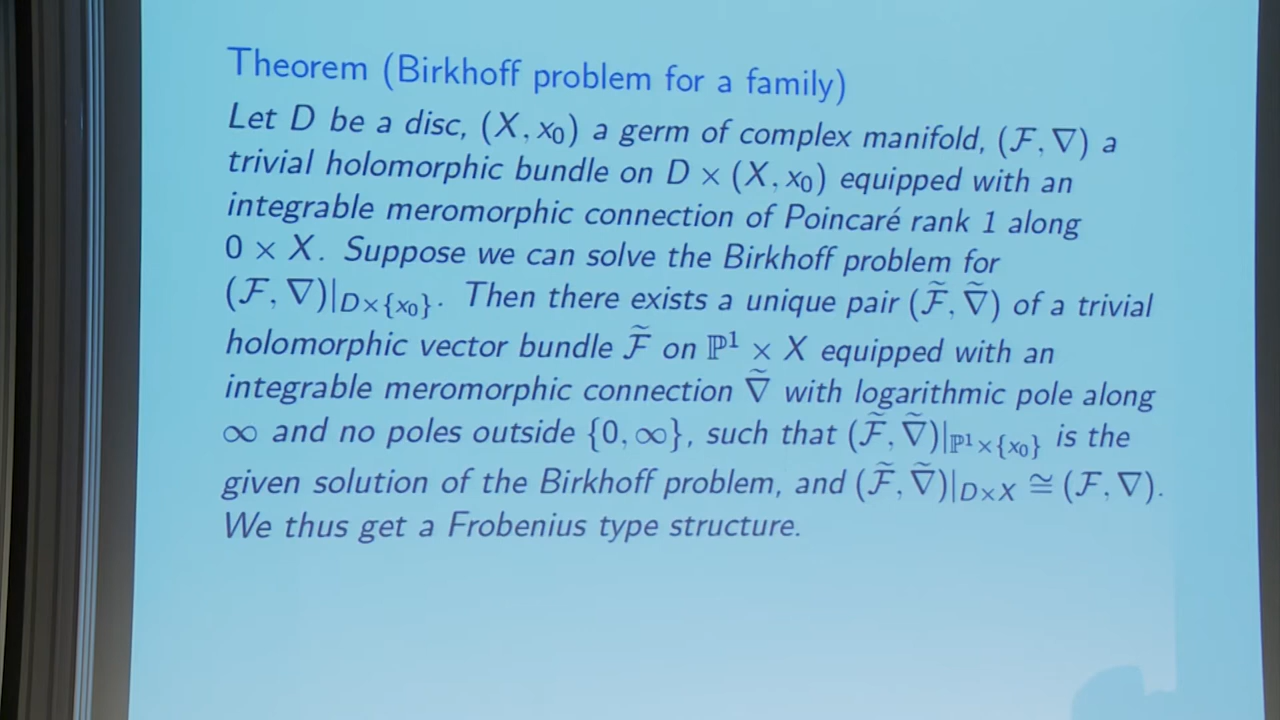 Theorem (Birkhoff problem for a family)
Let D be a disc, (X, x₀) a germ of complex manifold, (ℱ, ∇) a
trivial holomorphic bundle on D × (X, x₀) equipped with an
integrable meromorphic connection of Poincaré rank 1 along
0 × X. Suppose we can solve the Birkhoff problem for
(ℱ, ∇)|_{D×{x₀}}. Then there exists a unique pair (ℱ̃, ∇̃) of a trivial
holomorphic vector bundle ℱ̃ on ℙ¹ × X equipped with an
integrable meromorphic connection ∇̃ with logarithmic pole along
∞ and no poles outside {0, ∞}, such that (ℱ̃, ∇̃)|_{ℙ¹×{x₀}} is the
given solution of the Birkhoff problem, and (ℱ̃, ∇̃)|_{D×X} ≅ (ℱ, ∇).
We thus get a Frobenius type structure.